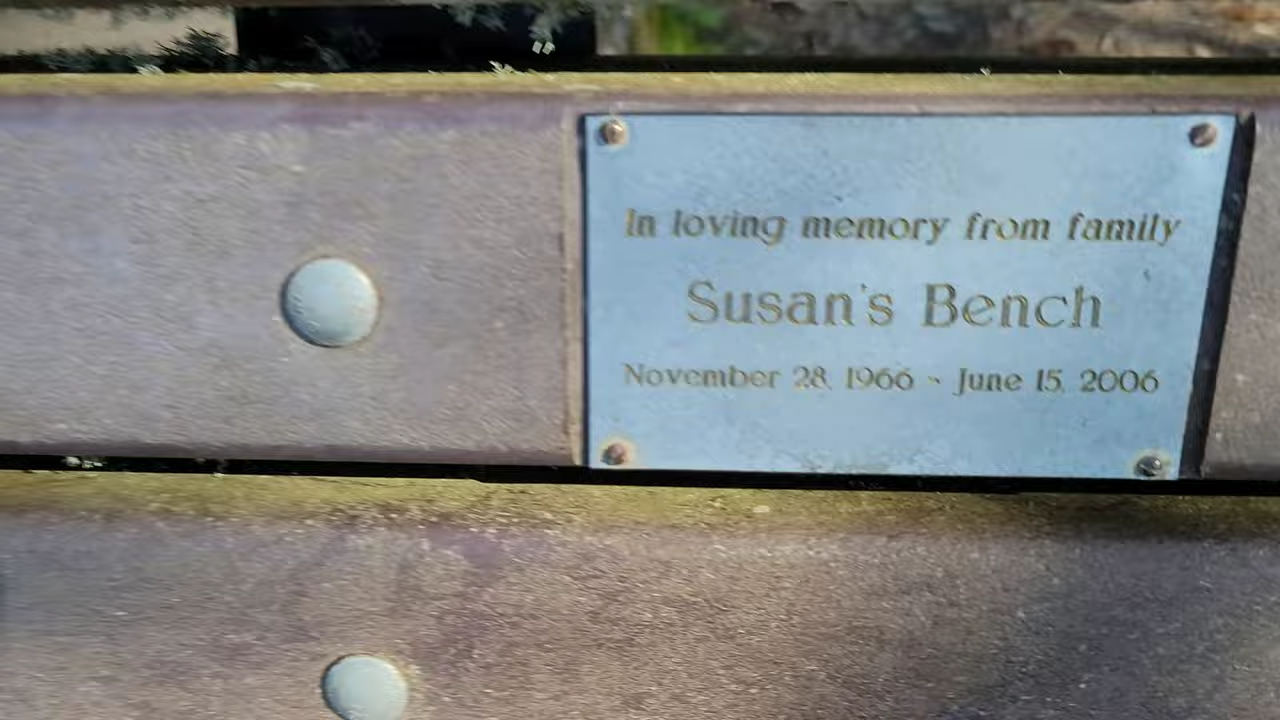 In loving memory from family
Susan's Bench
November 28, 1966 - June 15, 2006